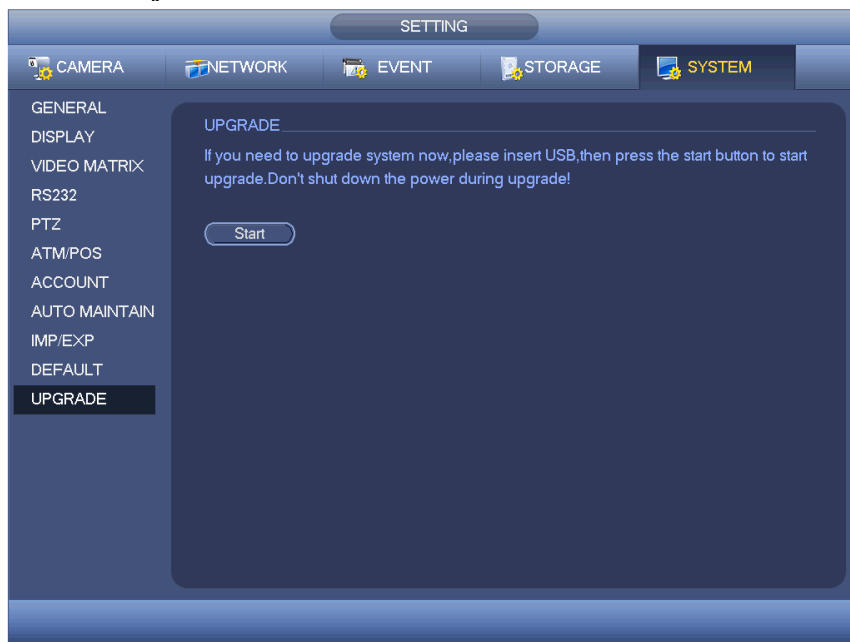 SETTING
CAMERA NETWORK EVENT STORAGE SYSTEM
GENERAL
DISPLAY
VIDEO MATRIX
RS232
PTZ
ATM/POS
ACCOUNT
AUTO MAINTAIN
IMP/EXP
DEFAULT
UPGRADE
UPGRADE
If you need to upgrade system now,please insert USB,then press the start button to start
upgrade.Don't shut down the power during upgrade!
Start